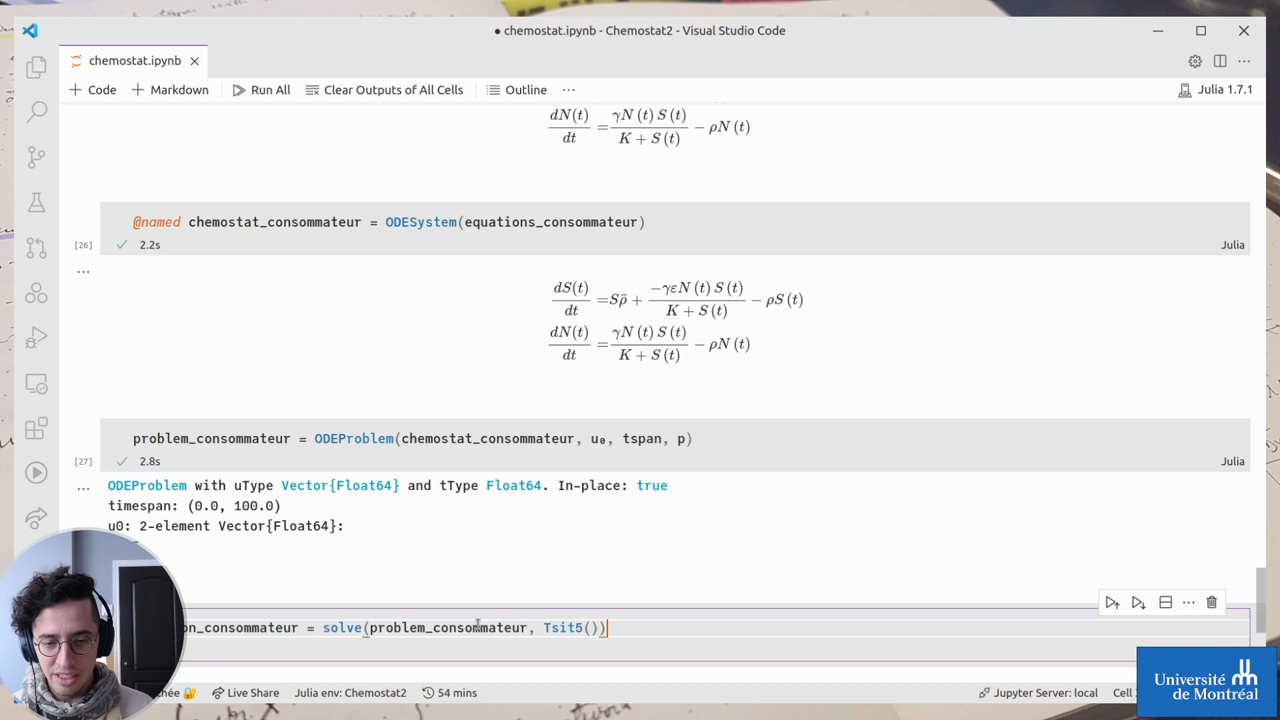 ● chemostat.ipynb - Chemostat2 - Visual Studio Code
chemostat.ipynb
Code Markdown Run All Clear Outputs of All Cells Outline ··· Julia 1.7.1
dN(t)/dt = γN(t)S(t)/(K + S(t)) − ρN(t)
@named chemostat_consommateur = ODESystem(equations_consommateur)
[26] ✓ 2.2s Julia
...
dS(t)/dt = Sρ̄ + −γεN(t)S(t)/(K + S(t)) − ρS(t)
dN(t)/dt = γN(t)S(t)/(K + S(t)) − ρN(t)
problem_consommateur = ODEProblem(chemostat_consommateur, u₀, tspan, p)
[27] ✓ 2.8s Julia
... ODEProblem with uType Vector{Float64} and tType Float64. In-place: true
timespan: (0.0, 100.0)
u0: 2-element Vector{Float64}:
on_consommateur = solve(problem_consommateur, Tsit5())
Live Share Julia env: Chemostat2 54 mins Jupyter Server: local Cell
Université
de Montréal